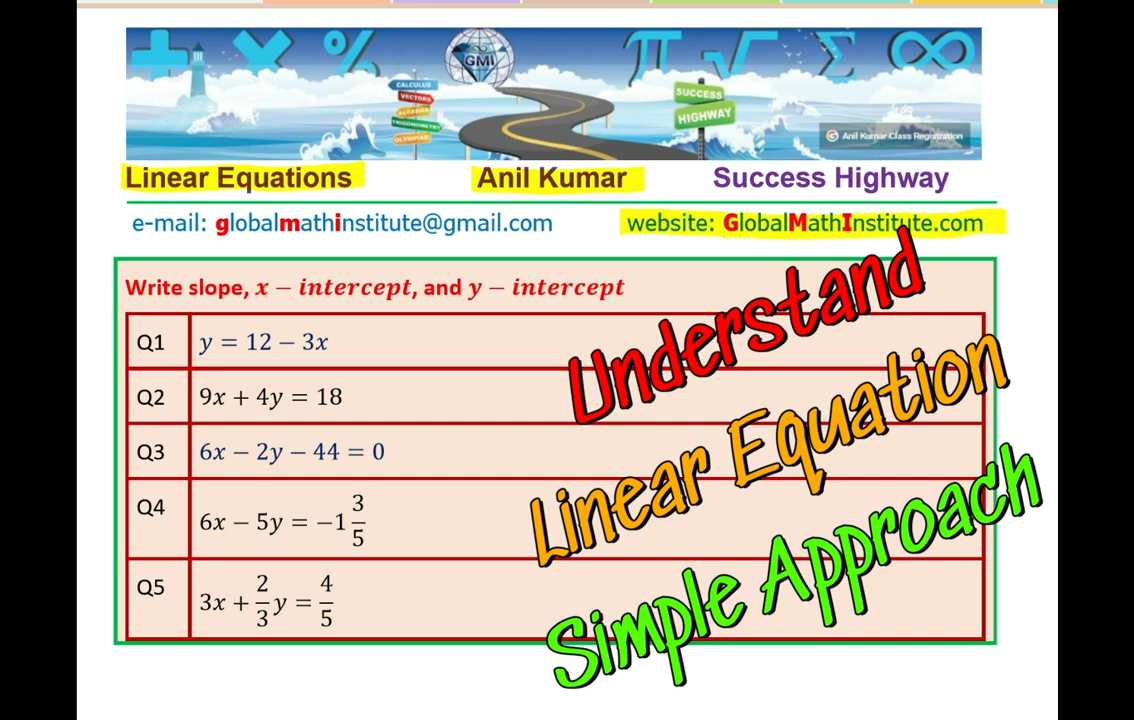 GMI
CALCULUS
VECTORS
ALGEBRA
TRIGONOMETRY
OLYMPIAD
SUCCESS
HIGHWAY
Anil Kumar Class Registration
Linear Equations Anil Kumar Success Highway
e-mail: globalmathinstitute@gmail.com website: GlobalMathInstitute.com
Write slope, x − intercept, and y − intercept
Q1 y = 12 − 3x
Q2 9x + 4y = 18
Q3 6x − 2y − 44 = 0
Q4 6x − 5y = −1 3/5
Q5 3x + 2/3 y = 4/5
Understand
Linear Equation
Simple Approach